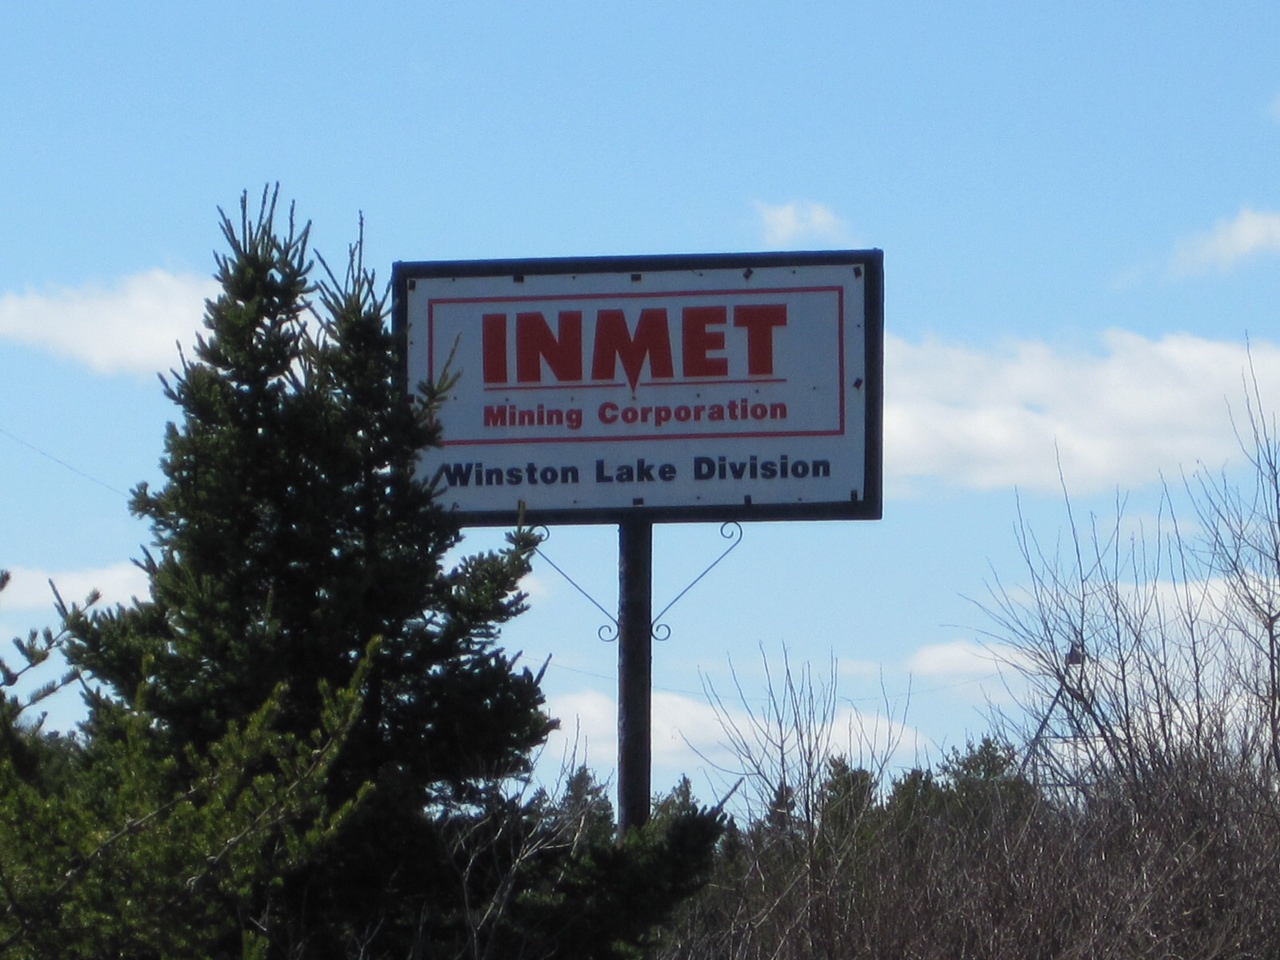 INMET
Mining Corporation
Winston Lake Division